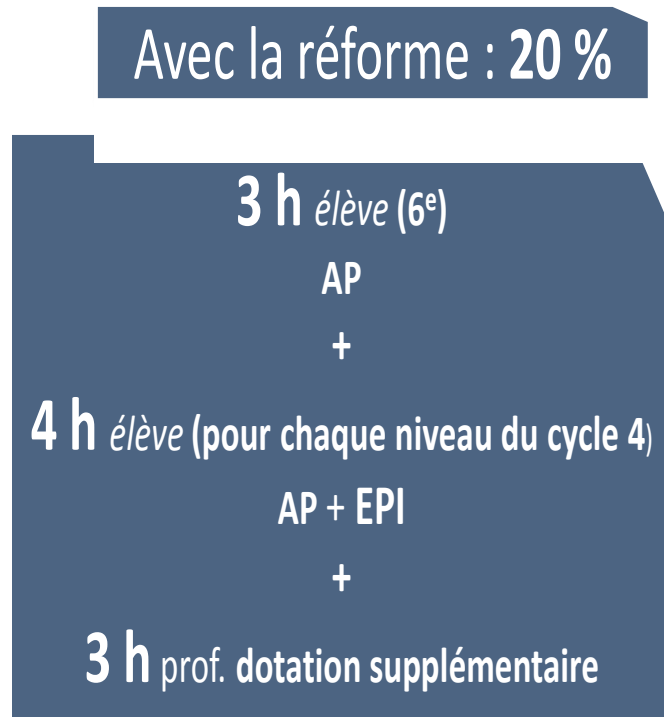 Avec la réforme : 20 %
3 h élève (6e)
AP
+
4 h élève (pour chaque niveau du cycle 4)
AP + EPI
+
3 h prof. dotation supplémentaire